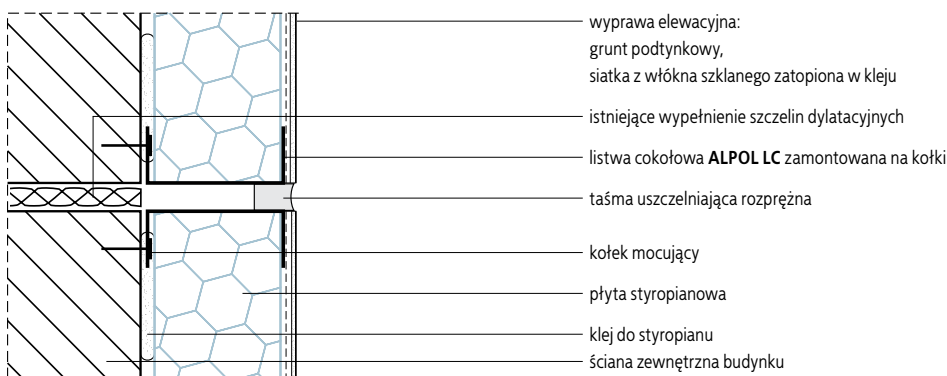 wyprawa elewacyjna:
grunt podtynkowy,
siatka z włókna szklanego zatopiona w kleju
istniejące wypełnienie szczelin dylatacyjnych
listwa cokołowa ALPOL LC zamontowana na kołki
taśma uszczelniająca rozprężna
kołek mocujący
płyta styropianowa
klej do styropianu
ściana zewnętrzna budynku